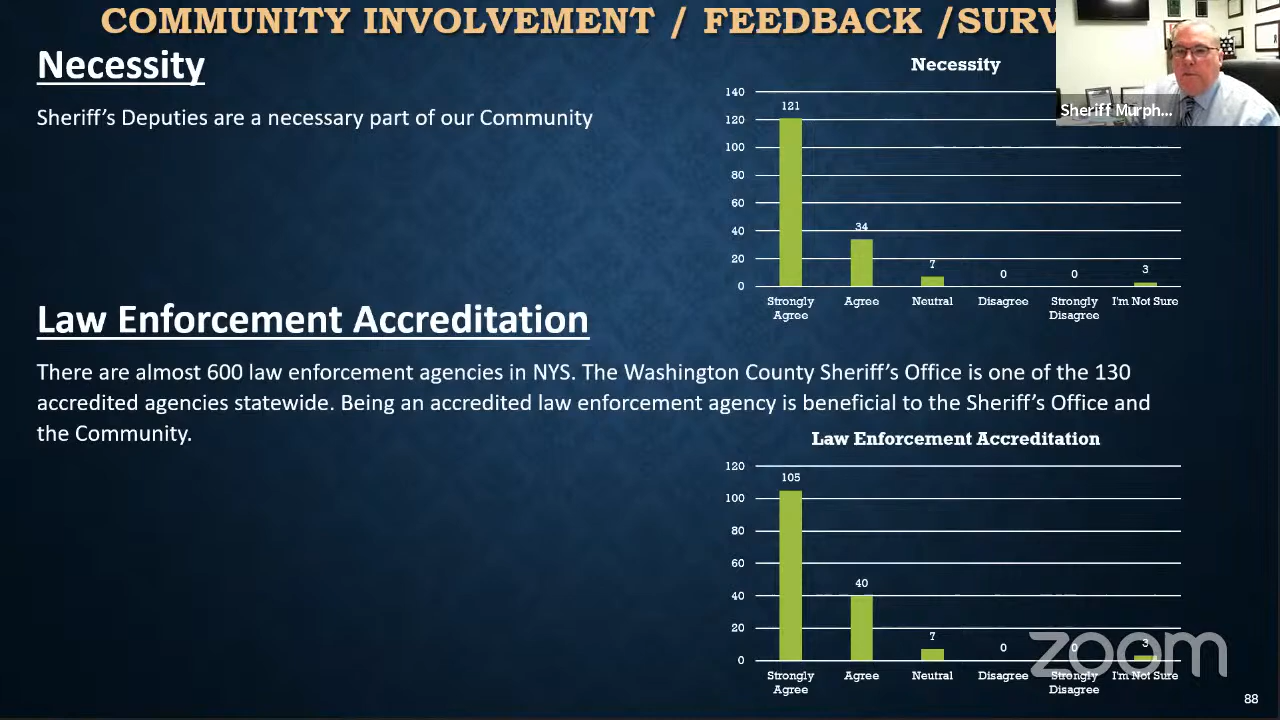 COMMUNITY INVOLVEMENT / FEEDBACK /SURV
Necessity
Sheriff's Deputies are a necessary part of our Community
Necessity
140
120
100
80
60
40
20
0
121
34
7
0
0
3
Strongly Agree
Agree
Neutral
Disagree
Strongly Disagree
I'm Not Sure
Sheriff Murph...
Law Enforcement Accreditation
There are almost 600 law enforcement agencies in NYS. The Washington County Sheriff's Office is one of the 130
accredited agencies statewide. Being an accredited law enforcement agency is beneficial to the Sheriff's Office and
the Community.
Law Enforcement Accreditation
120
100
80
60
40
20
0
105
40
7
0
0
3
Strongly Agree
Agree
Neutral
Disagree
Strongly Disagree
I'm Not Sure
zoom
88